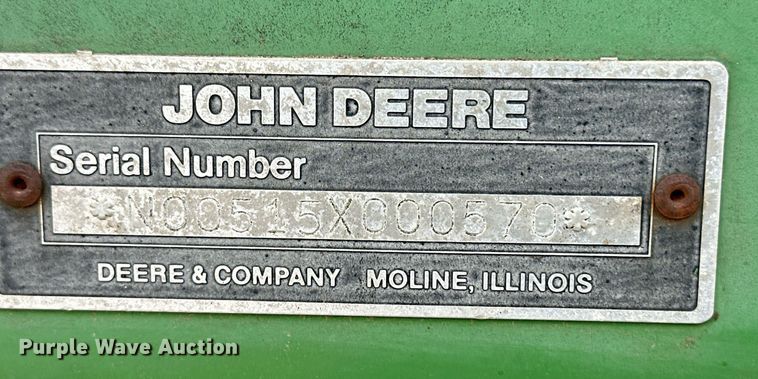 JOHN DEERE
Serial Number
*N00515X000570*
DEERE & COMPANY MOLINE, ILLINOIS
Purple Wave Auction